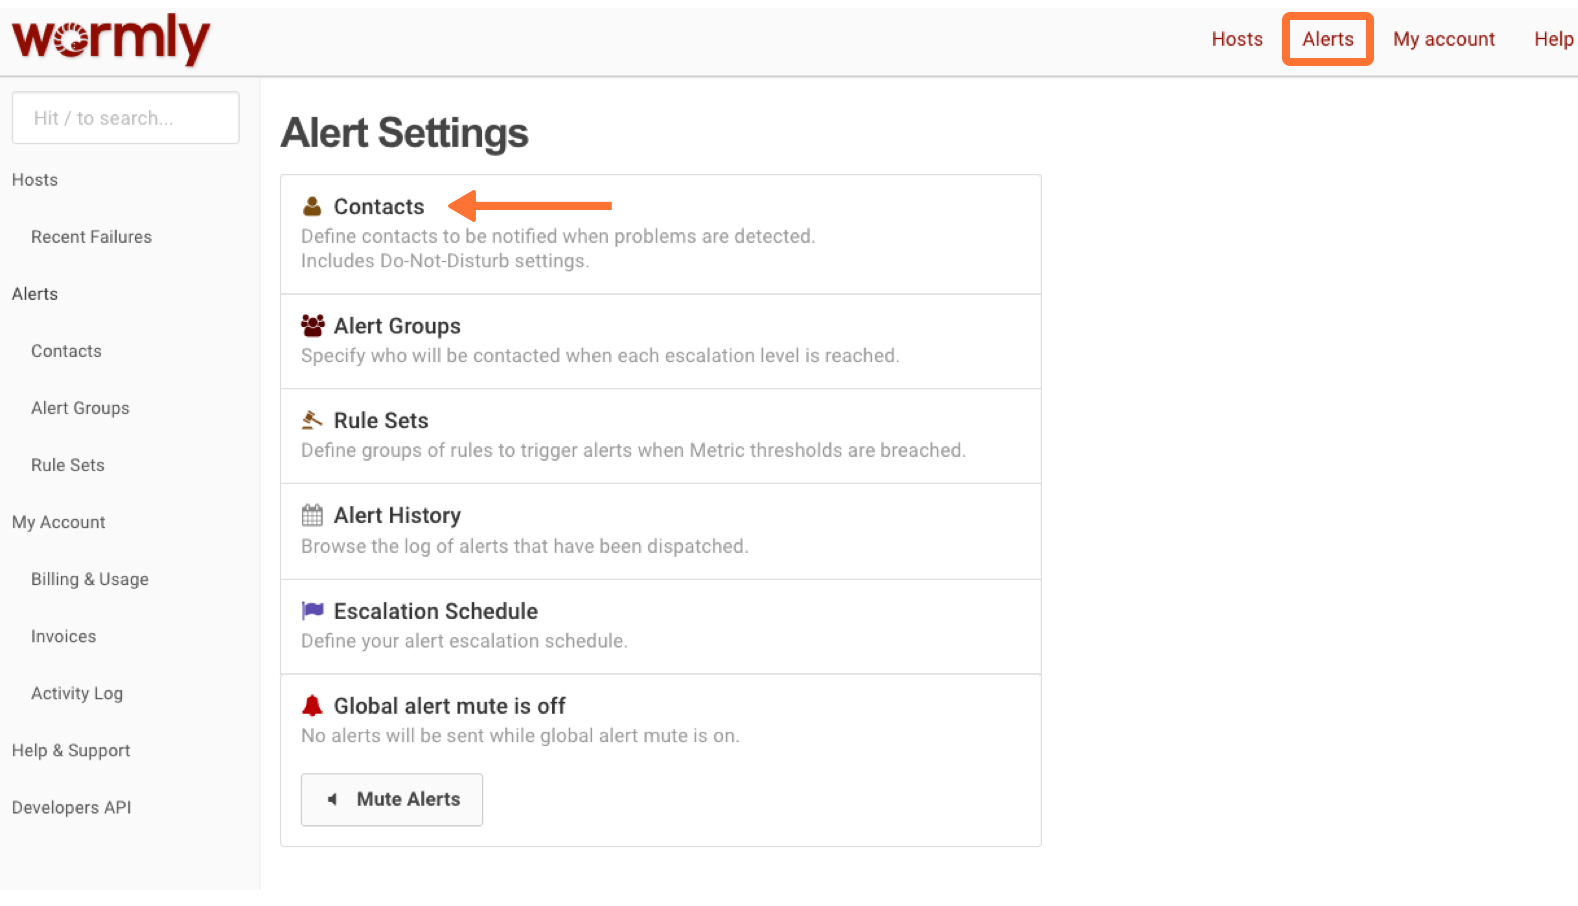 wormly
Hosts
Alerts
My account
Help
Hit / to search...
Hosts
Recent Failures
Alerts
Contacts
Alert Groups
Rule Sets
My Account
Billing & Usage
Invoices
Activity Log
Help & Support
Developers API
Alert Settings
Contacts
Define contacts to be notified when problems are detected.
Includes Do-Not-Disturb settings.
Alert Groups
Specify who will be contacted when each escalation level is reached.
Rule Sets
Define groups of rules to trigger alerts when Metric thresholds are breached.
Alert History
Browse the log of alerts that have been dispatched.
Escalation Schedule
Define your alert escalation schedule.
Global alert mute is off
No alerts will be sent while global alert mute is on.
Mute Alerts